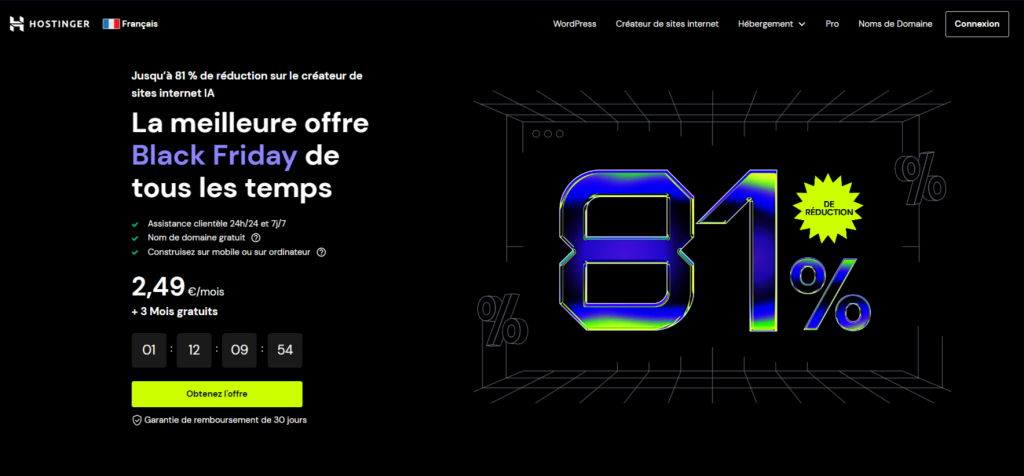 HOSTINGER
Français
WordPress
Créateur de sites internet
Hébergement
Pro
Noms de Domaine
Connexion
Jusqu'à 81 % de réduction sur le créateur de
sites internet IA
La meilleure offre
Black Friday de
tous les temps
Assistance clientèle 24h/24 et 7j/7
Nom de domaine gratuit
Construisez sur mobile ou sur ordinateur
2,49 €/mois
+ 3 Mois gratuits
01 : 12 : 09 : 54
Obtenez l'offre
Garantie de remboursement de 30 jours
81%
DE
RÉDUCTION
%
%